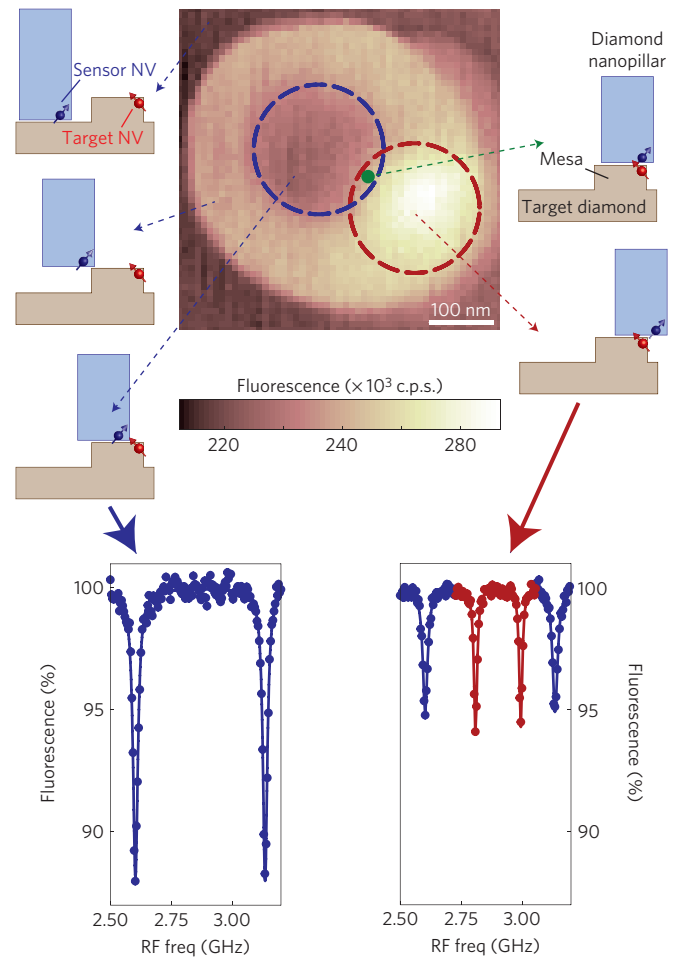 Sensor NV
Target NV
Diamond
nanopillar
Mesa
Target diamond
100 nm
Fluorescence (×10³ c.p.s.)
220
240
260
280
Fluorescence (%)
100
95
90
2.50
2.75
3.00
RF freq (GHz)
100
95
90
Fluorescence (%)
2.50
2.75
3.00
RF freq (GHz)